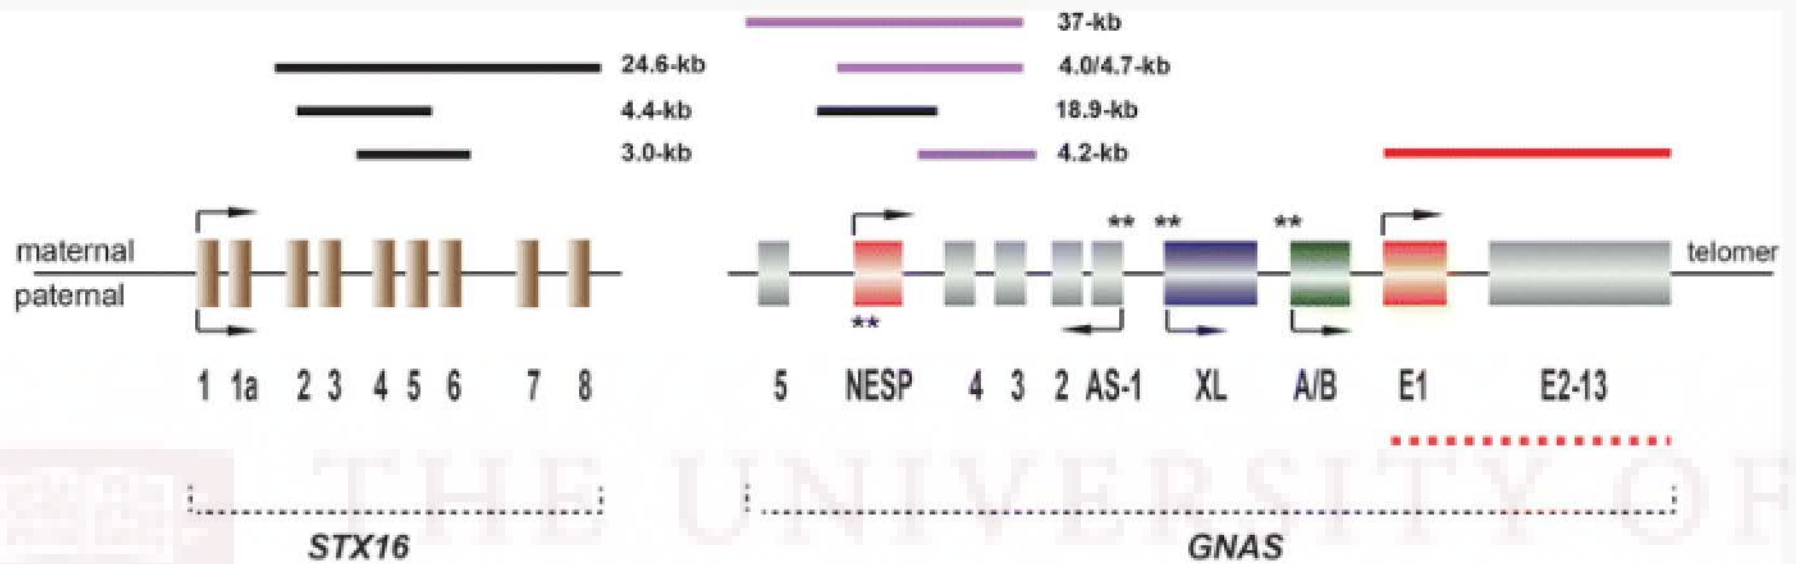 37-kb
24.6-kb 4.0/4.7-kb
4.4-kb 18.9-kb
3.0-kb 4.2-kb
** ** **
maternal telomer
paternal
**
1 1a 2 3 4 5 6 7 8 5 NESP 4 3 2 AS-1 XL A/B E1 E2-13
THE UNIVERSITY OF
STX16 GNAS